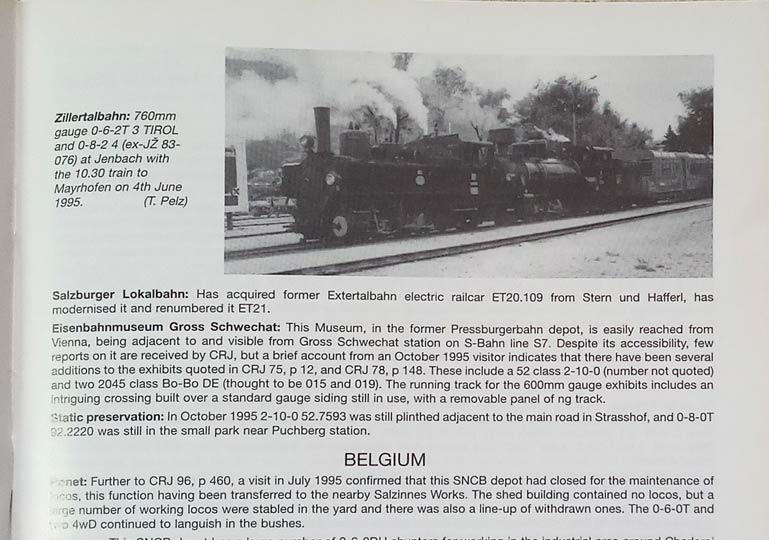 Zillertalbahn: 760mm
gauge 0-6-2T 3 TIROL
and 0-8-2 4 (ex-JŽ 83-
076) at Jenbach with
the 10.30 train to
Mayrhofen on 4th June
1995. (T. Pelz)
Salzburger Lokalbahn: Has acquired former Extertalbahn electric railcar ET20.109 from Stern und Hafferl, has
modernised it and renumbered it ET21.
Eisenbahnmuseum Gross Schwechat: This Museum, in the former Pressburgerbahn depot, is easily reached from
Vienna, being adjacent to and visible from Gross Schwechat station on S-Bahn line S7. Despite its accessibility, few
reports on it are received by CRJ, but a brief account from an October 1995 visitor indicates that there have been several
additions to the exhibits quoted in CRJ 75, p 12, and CRJ 78, p 148. These include a 52 class 2-10-0 (number not quoted)
and two 2045 class Bo-Bo DE (thought to be 015 and 019). The running track for the 600mm gauge exhibits includes an
intriguing crossing built over a standard gauge siding still in use, with a removable panel of ng track.
Static preservation: In October 1995 2-10-0 52.7593 was still plinthed adjacent to the main road in Strasshof, and 0-8-0T
92.2220 was still in the small park near Puchberg station.
BELGIUM
Further to CRJ 96, p 460, a visit in July 1995 confirmed that this SNCB depot had closed for the maintenance of
locos, this function having been transferred to the nearby Salzinnes Works. The shed building contained no locos, but a
large number of working locos were stabled in the yard and there was also a line-up of withdrawn ones. The 0-6-0T and
two 4wD continued to languish in the bushes.